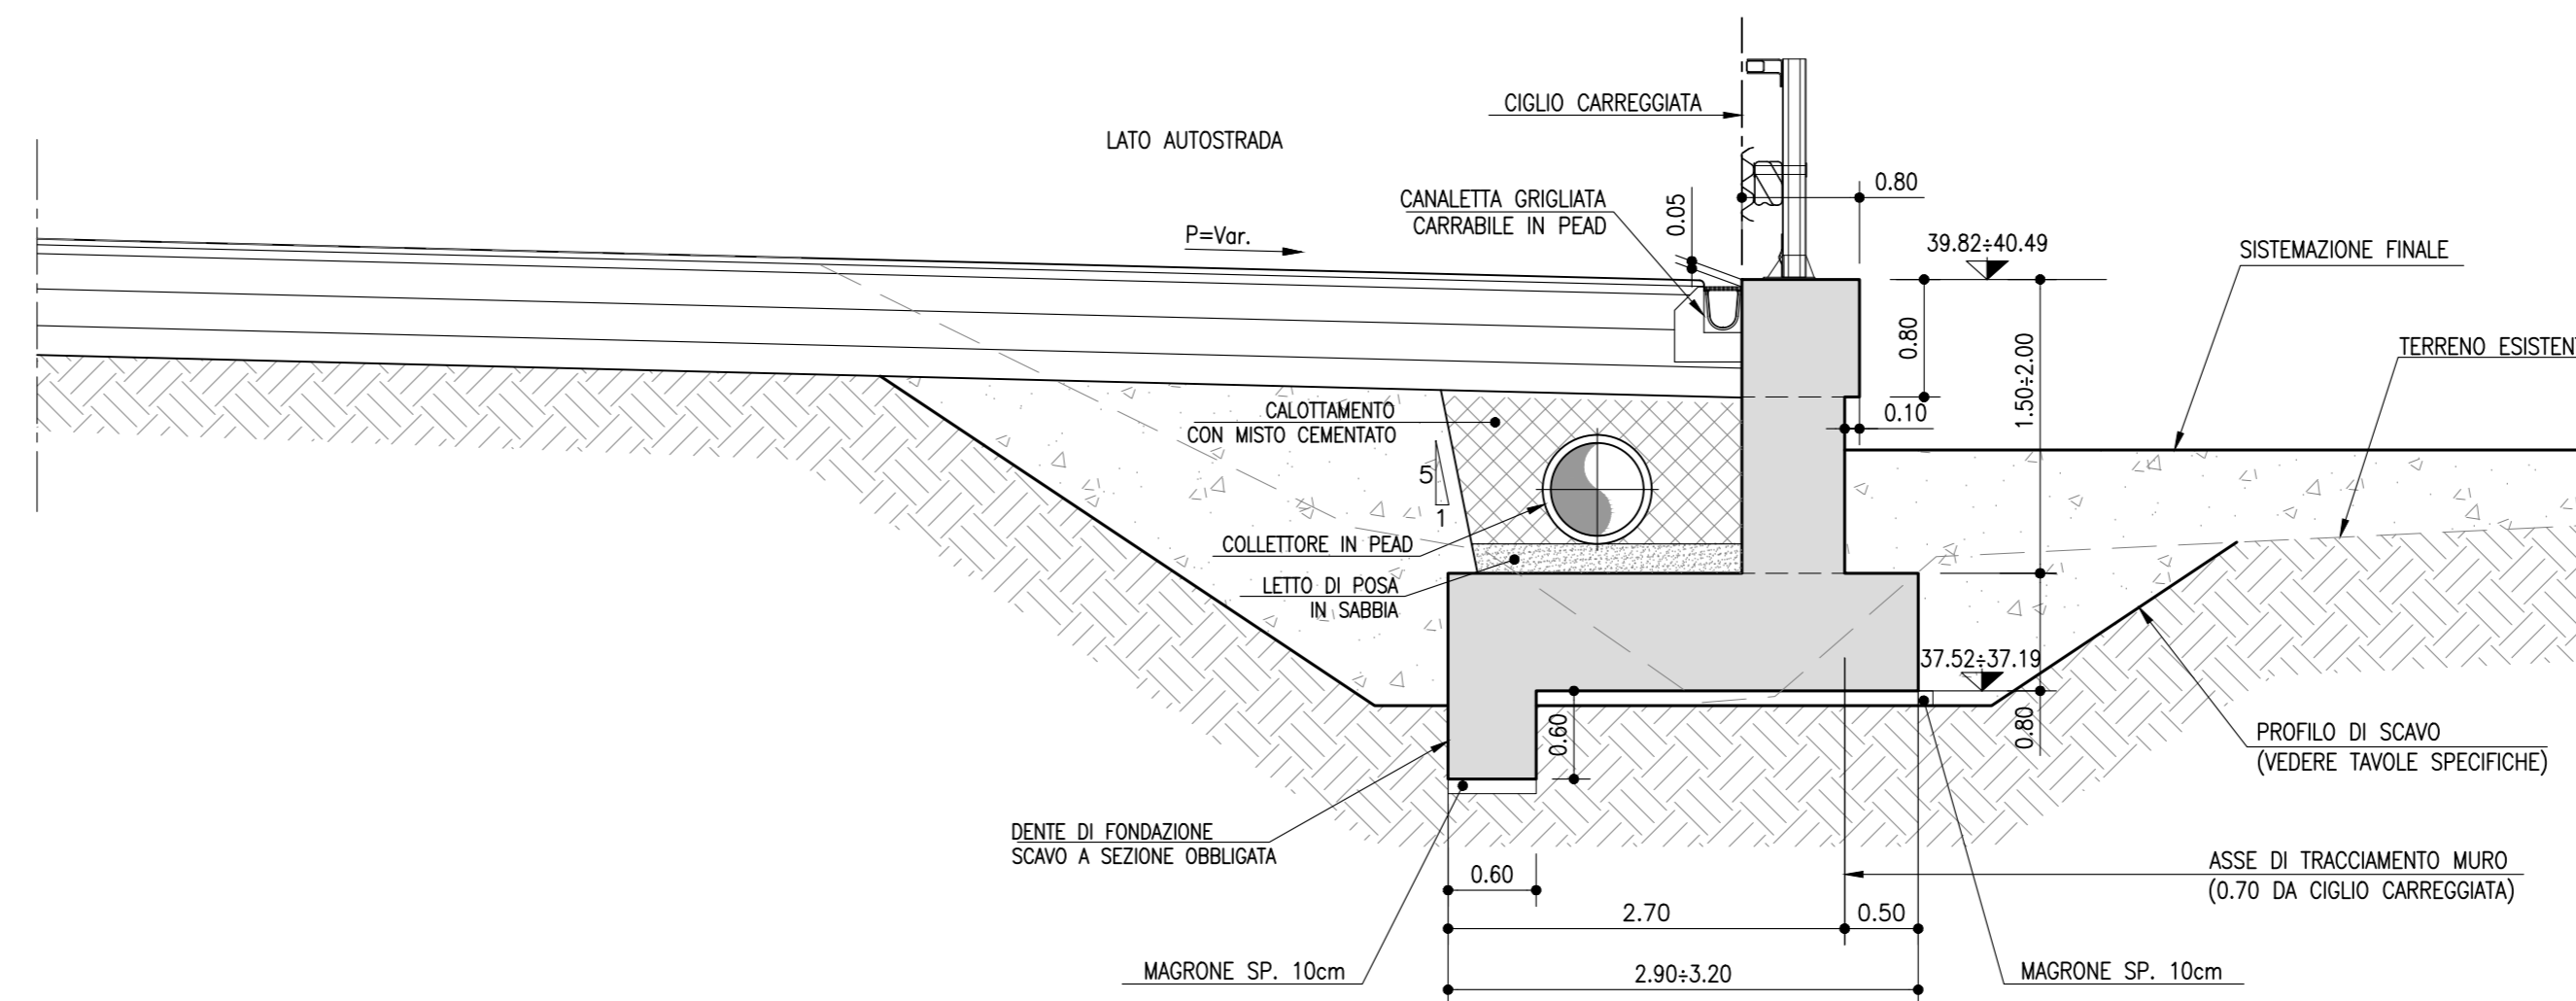 CIGLIO CARREGGIATA
LATO AUTOSTRADA
CANALETTA GRIGLIATA
CARRABILE IN PEAD
0.05
0.80
P=Var.
39.82÷40.49
SISTEMAZIONE FINALE
0.80
1.50÷2.00
TERRENO ESISTEN
CALOTTAMENTO
CON MISTO CEMENTATO
0.10
5
1
COLLETTORE IN PEAD
LETTO DI POSA
IN SABBIA
37.52÷37.19
0.60
0.80
PROFILO DI SCAVO
(VEDERE TAVOLE SPECIFICHE)
DENTE DI FONDAZIONE
SCAVO A SEZIONE OBBLIGATA
0.60
ASSE DI TRACCIAMENTO MURO
(0.70 DA CIGLIO CARREGGIATA)
2.70
0.50
MAGRONE SP. 10cm
2.90÷3.20
MAGRONE SP. 10cm